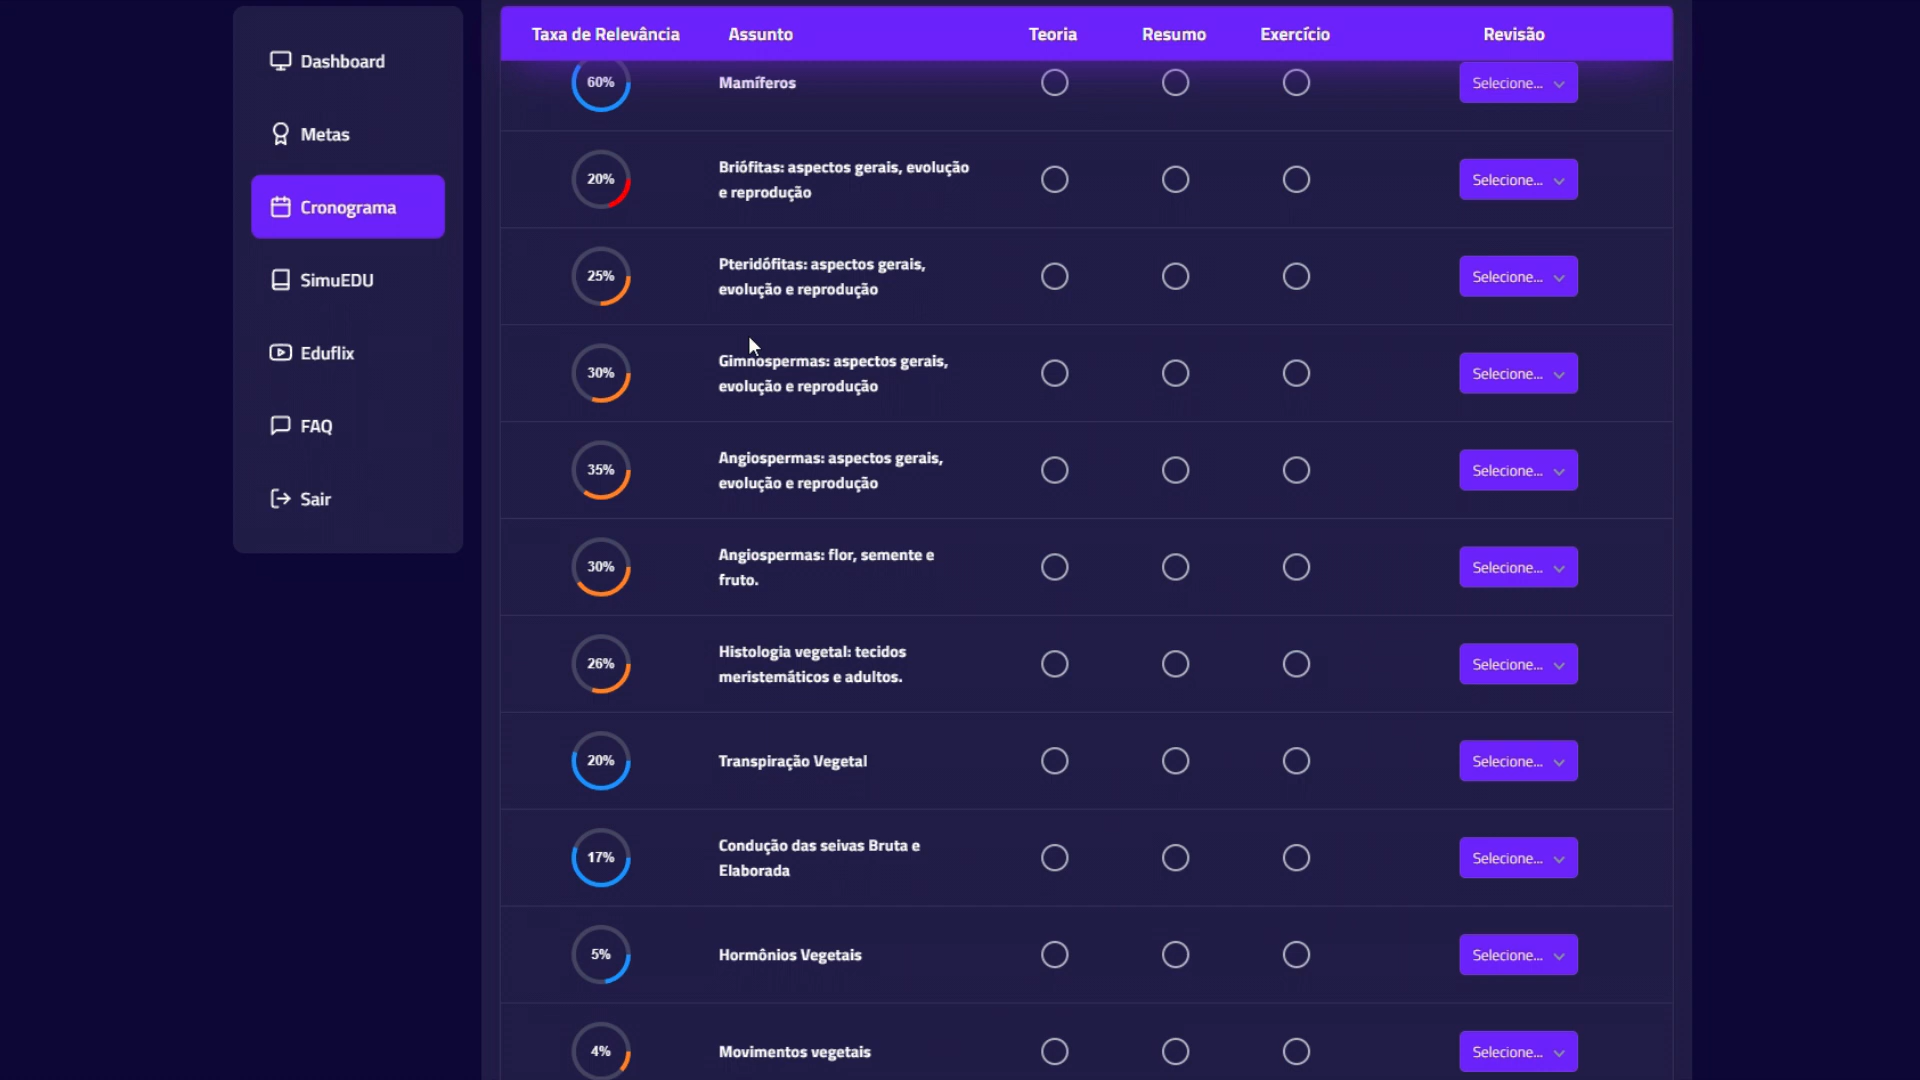 Dashboard
Metas
Cronograma
SimuEDU
Eduflix
FAQ
Sair
Taxa de Relevância Assunto Teoria Resumo Exercício Revisão
60% Mamíferos Selecione...
20% Briófitas: aspectos gerais, evolução
e reprodução Selecione...
25% Pteridófitas: aspectos gerais,
evolução e reprodução Selecione...
30% Gimnospermas: aspectos gerais,
evolução e reprodução Selecione...
35% Angiospermas: aspectos gerais,
evolução e reprodução Selecione...
30% Angiospermas: flor, semente e
fruto. Selecione...
26% Histologia vegetal: tecidos
meristemáticos e adultos. Selecione...
20% Transpiração Vegetal Selecione...
17% Condução das seivas Bruta e
Elaborada Selecione...
5% Hormônios Vegetais Selecione...
4% Movimentos vegetais Selecione...